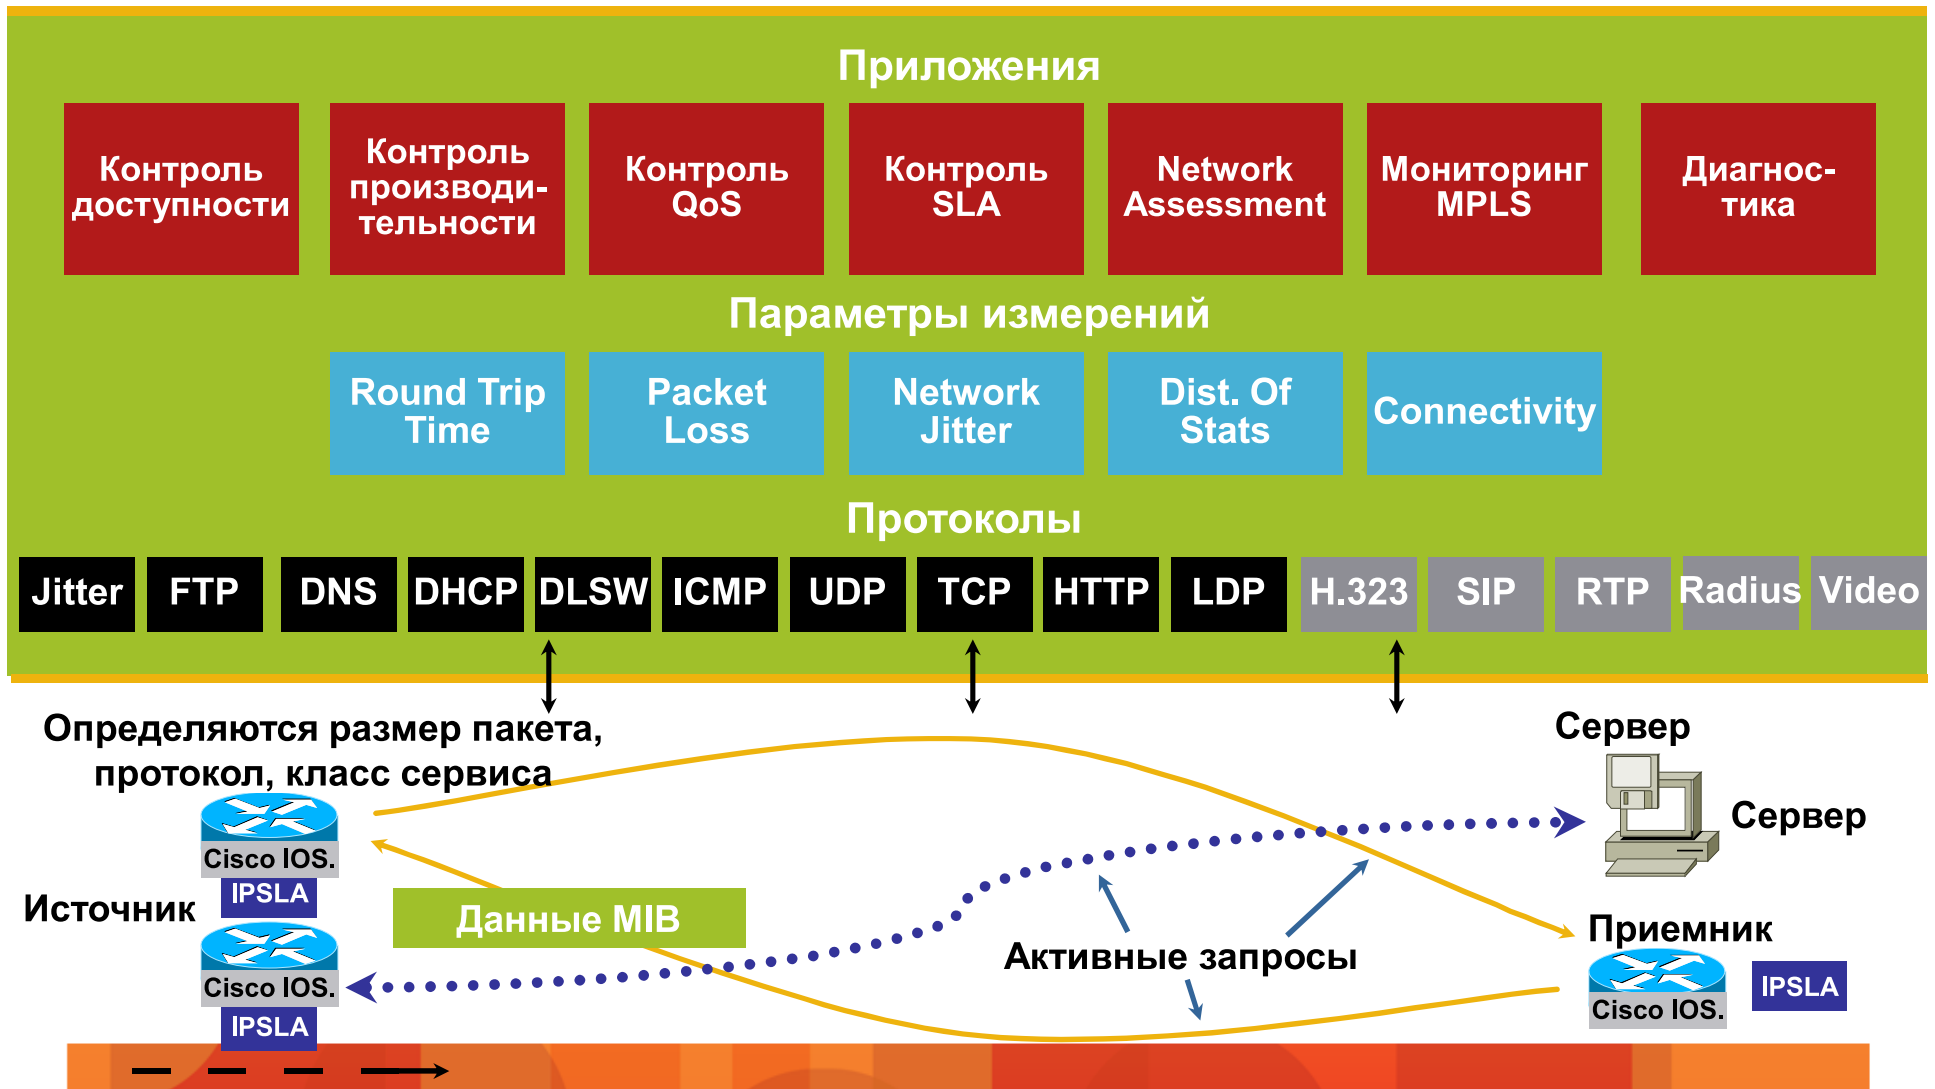 Приложения
Контроль
доступности
Контроль
производи-
тельности
Контроль
QoS
Контроль
SLA
Network
Assessment
Мониторинг
MPLS
Диагнос-
тика
Параметры измерений
Round Trip
Time
Packet
Loss
Network
Jitter
Dist. Of
Stats
Connectivity
Протоколы
Jitter
FTP
DNS
DHCP
DLSW
ICMP
UDP
TCP
HTTP
LDP
H.323
SIP
RTP
Radius
Video
Определяются размер пакета,
протокол, класс сервиса
Cisco IOS.
IPSLA
Источник
Cisco IOS.
IPSLA
Данные MIB
Активные запросы
Сервер
Сервер
Приемник
Cisco IOS.
IPSLA